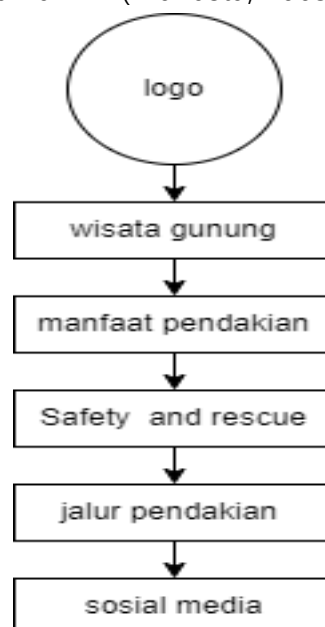 logo
wisata gunung
manfaat pendakian
Safety and rescue
jalur pendakian
sosial media